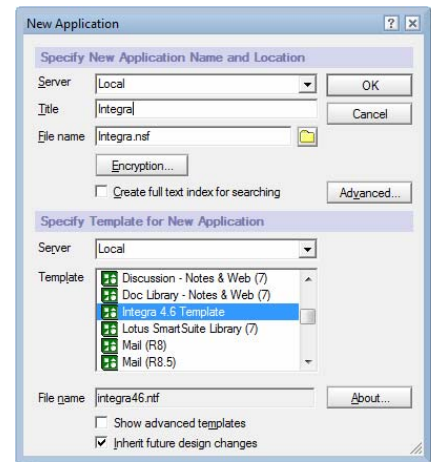 New Application
Specify New Application Name and Location
Server Local OK
Title Integra Cancel
File name Integra.nsf
Encryption...
Create full text index for searching Advanced...
Specify Template for New Application
Server Local
Template Discussion - Notes & Web (7)
Doc Library - Notes & Web (7)
Integra 4.6 Template
Lotus SmartSuite Library (7)
Mail (R8)
Mail (R8.5)
File name integra46.ntf About...
Show advanced templates
Inherit future design changes